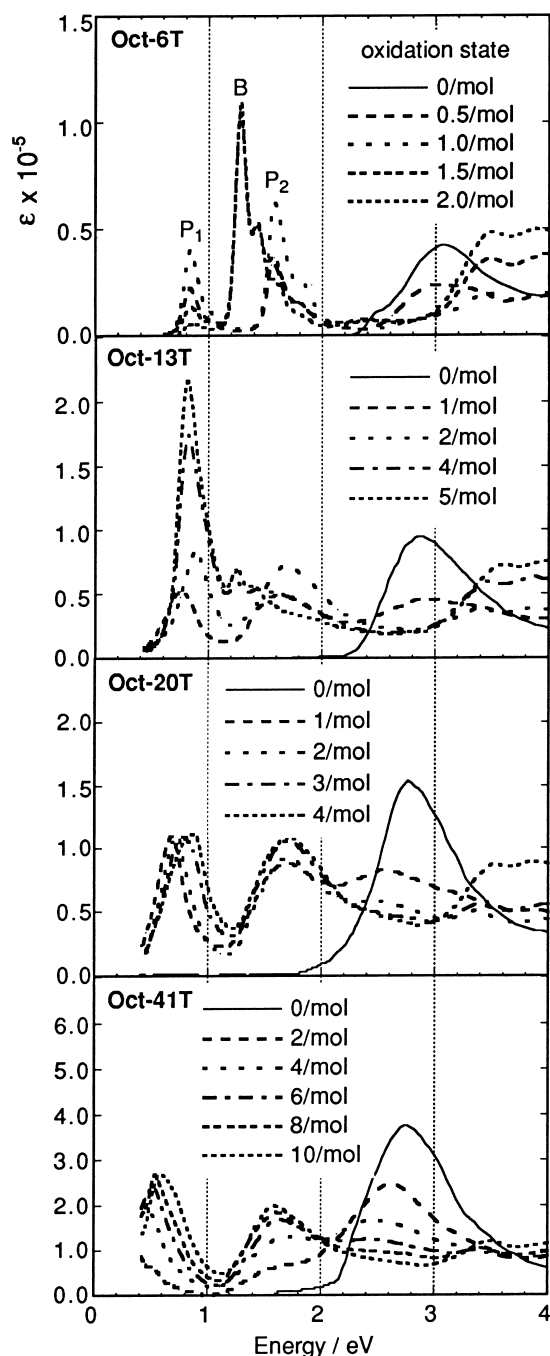 1.5
Oct-6T
oxidation state
0/mol
0.5/mol
1.0/mol
1.5/mol
2.0/mol
B
P2
P1
ε x 10-5
1.0
0.5
0.0
Oct-13T
0/mol
1/mol
2/mol
4/mol
5/mol
2.0
1.5
1.0
0.5
0.0
Oct-20T
0/mol
1/mol
2/mol
3/mol
4/mol
2.0
1.5
1.0
0.5
0.0
Oct-41T
0/mol
2/mol
4/mol
6/mol
8/mol
10/mol
6.0
5.0
4.0
3.0
2.0
1.0
0.0
0 1 2 3 4
Energy / eV